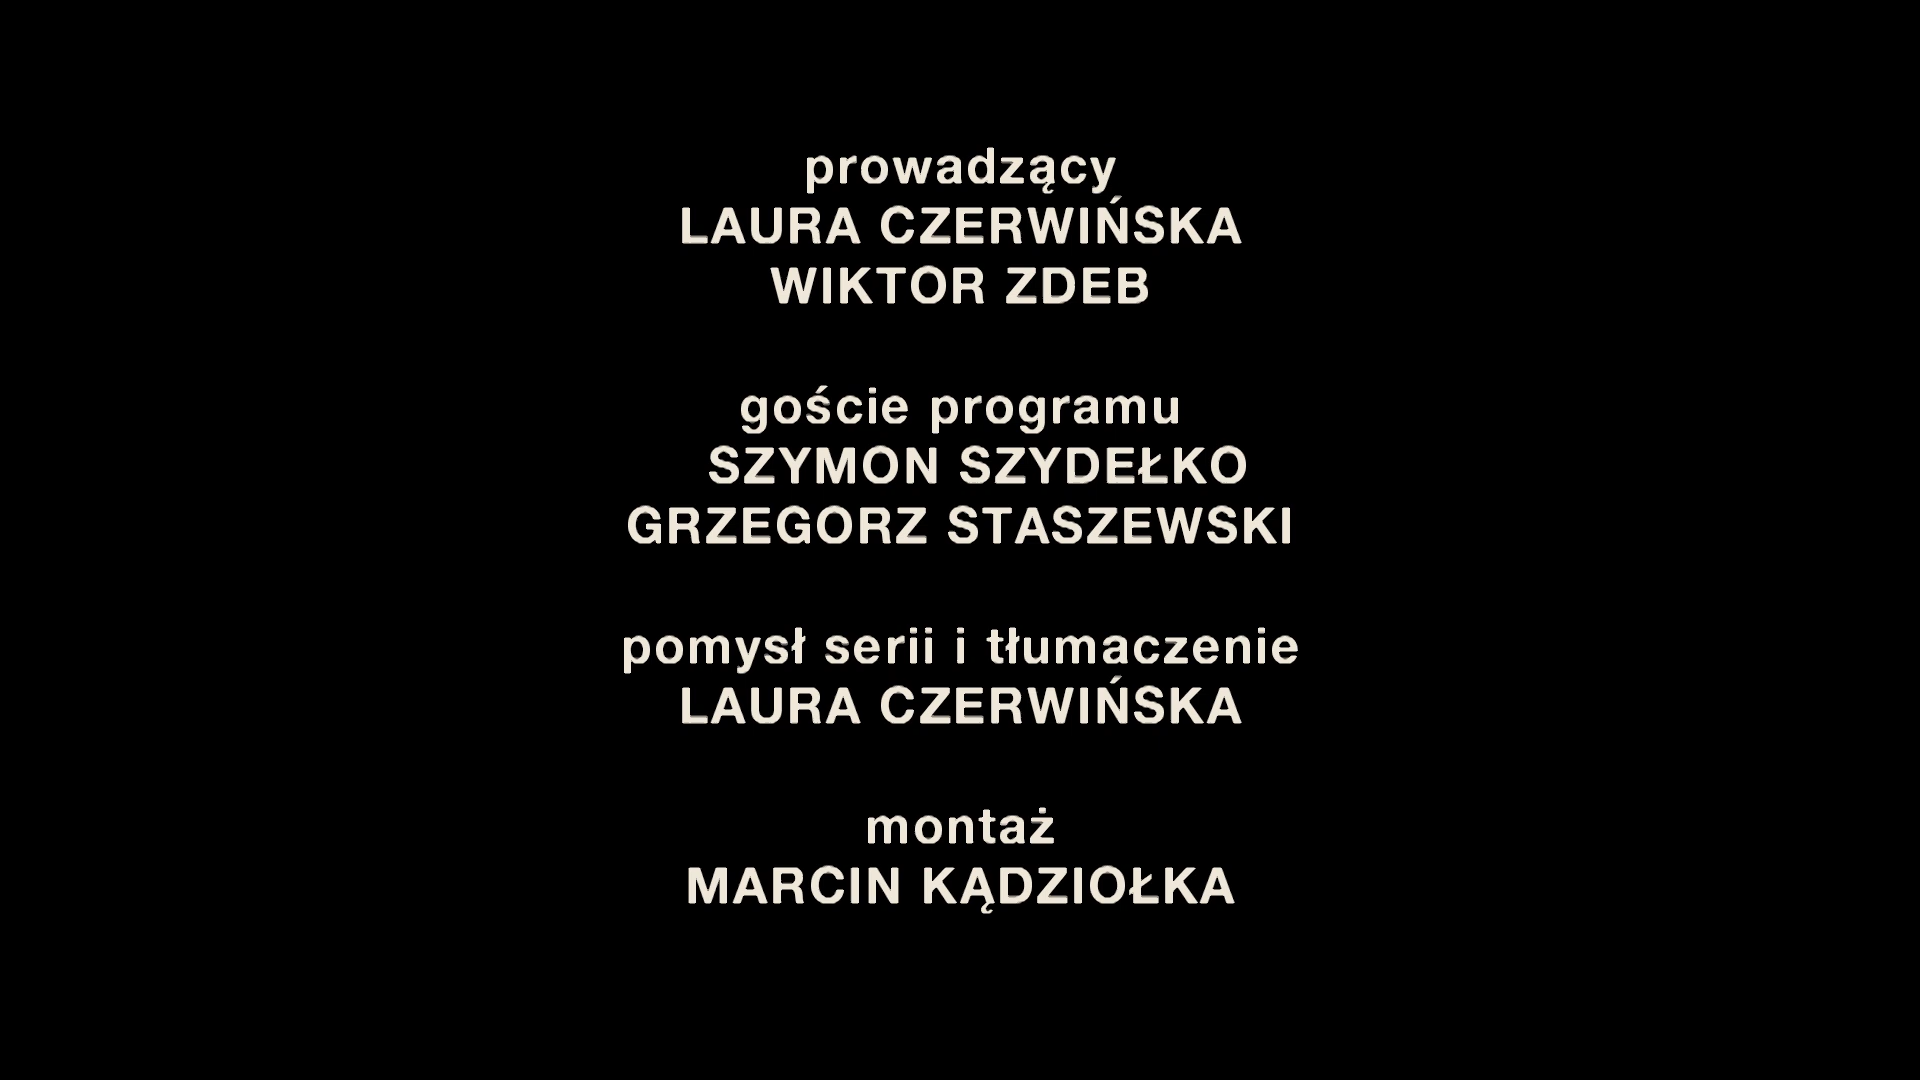 prowadzący
LAURA CZERWIŃSKA
WIKTOR ZDEB
goście programu
SZYMON SZYDEŁKO
GRZEGORZ STASZEWSKI
pomysł serii i tłumaczenie
LAURA CZERWIŃSKA
montaż
MARCIN KĄDZIOŁKA